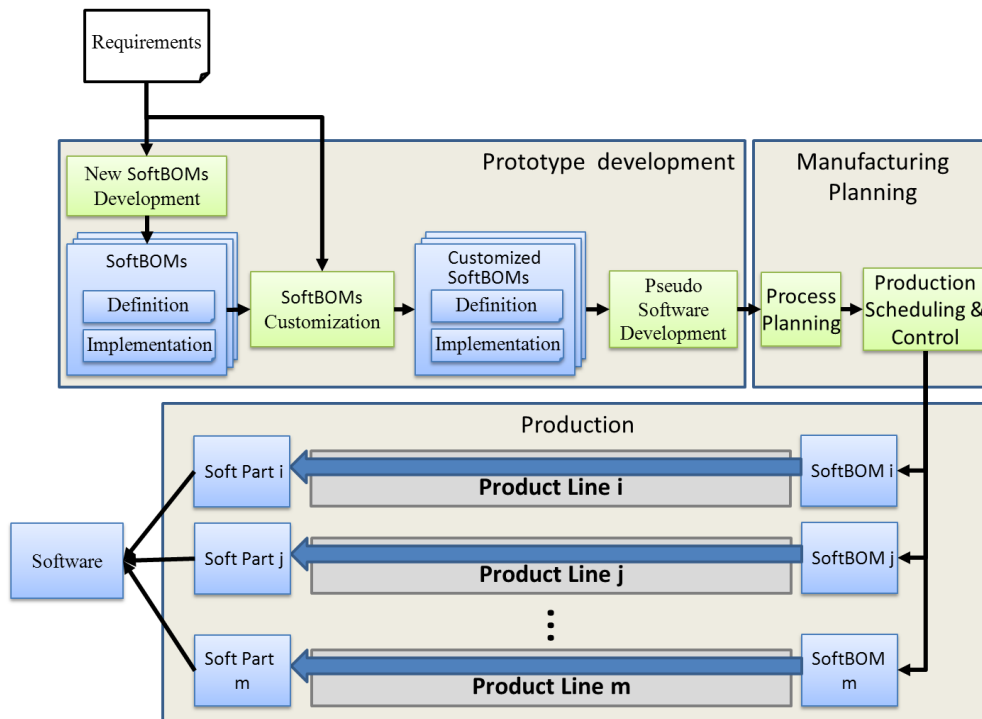 Requirements
Prototype development
Manufacturing
Planning
New SoftBOMs
Development
SoftBOMs
Definition
Implementation
SoftBOMs
Customization
Customized
SoftBOMs
Definition
Implementation
Pseudo
Software
Development
Process
Planning
Production
Scheduling &
Control
Production
Soft Part i
Product Line i
SoftBOM i
Software
Soft Part j
Product Line j
SoftBOM j
Soft Part
m
Product Line m
SoftBOM
m